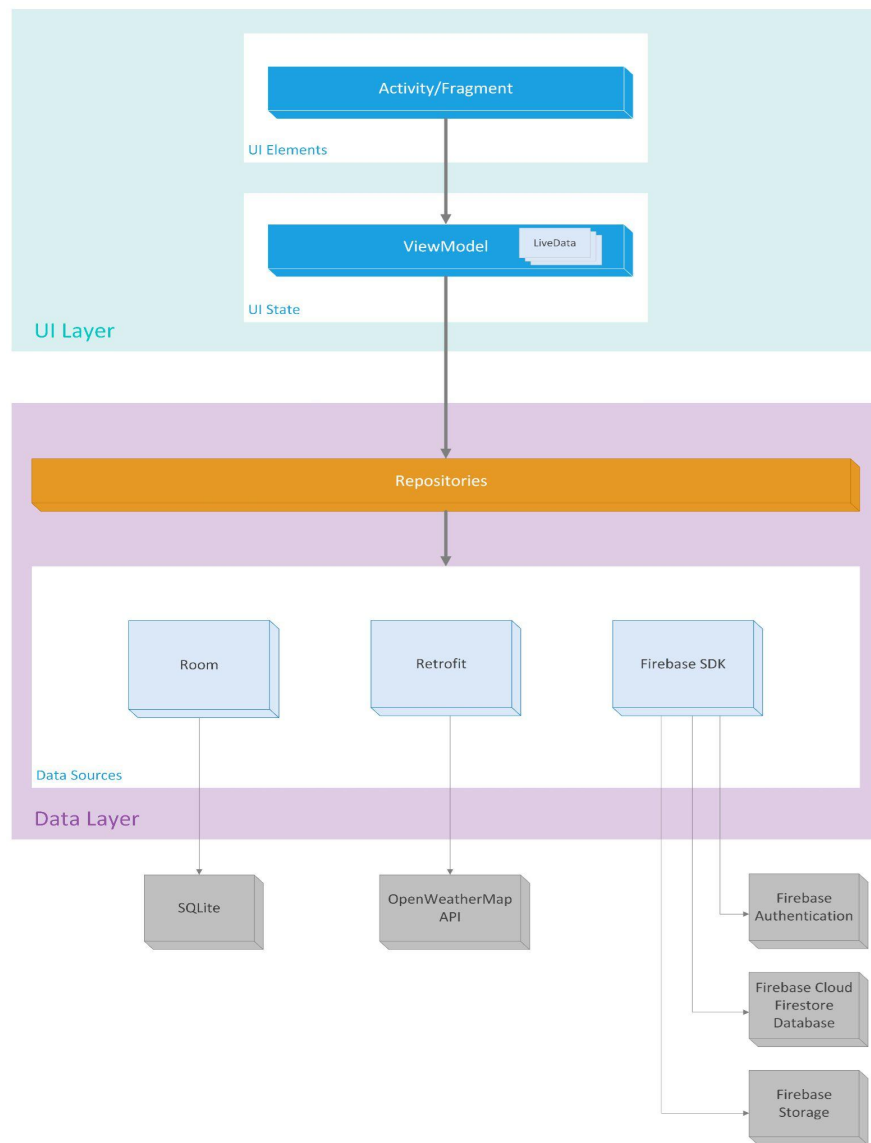 Activity/Fragment
UI Elements
ViewModel
LiveData
UI State
UI Layer
Repositories
Room
Retrofit
Firebase SDK
Data Sources
Data Layer
SQLite
OpenWeatherMap
API
Firebase
Authentication
Firebase Cloud
Firestore
Database
Firebase
Storage